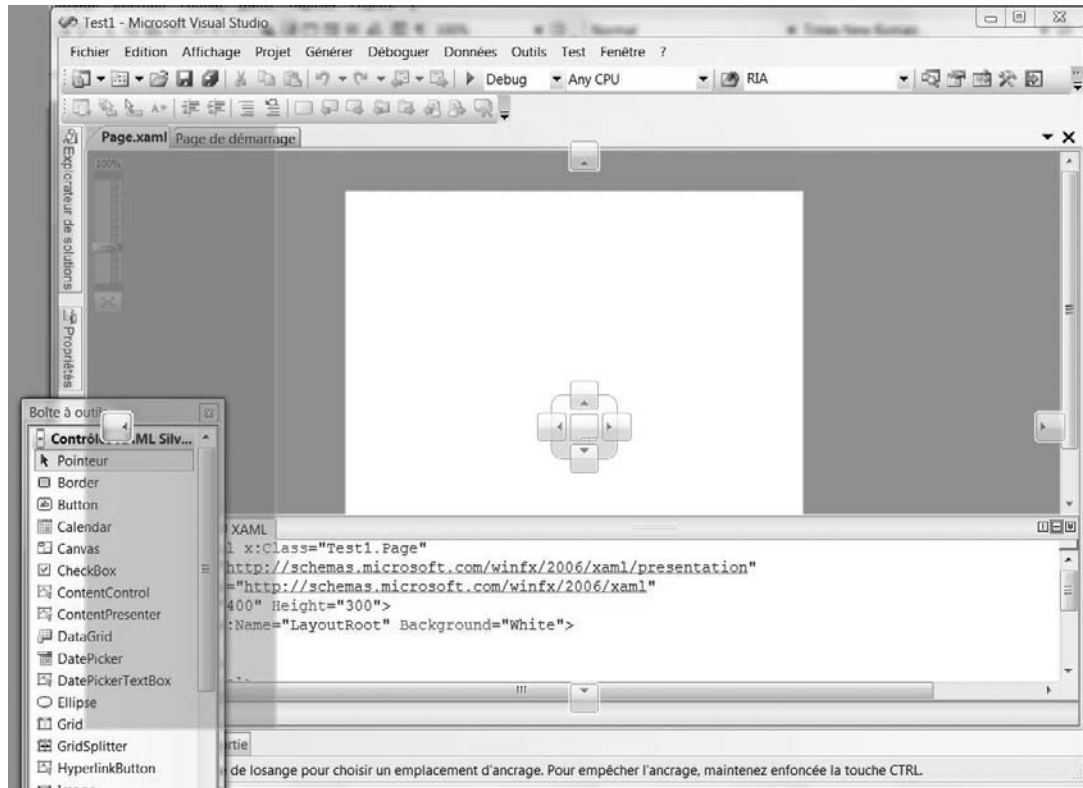 Test1 - Microsoft Visual Studio
Fichier Edition Affichage Projet Générer Déboguer Données Outils Test Fenêtre ?
Debug Any CPU RIA
Page.xaml Page de démarrage
Explorateur de solutions
100%
Propriétés
Boîte à outi
Contrôl ML Silv...
Pointeur
Border
Button
Calendar
Canvas
CheckBox
ContentControl
ContentPresenter
DataGrid
DatePicker
DatePickerTextBox
Ellipse
Grid
GridSplitter
HyperlinkButton
XAML
l x:Class="Test1.Page"
http://schemas.microsoft.com/winfx/2006/xaml/presentation"
="http://schemas.microsoft.com/winfx/2006/xaml"
400" Height="300">
:Name="LayoutRoot" Background="White">
rtie
de losange pour choisir un emplacement d'ancrage. Pour empêcher l'ancrage, maintenez enfoncée la touche CTRL.